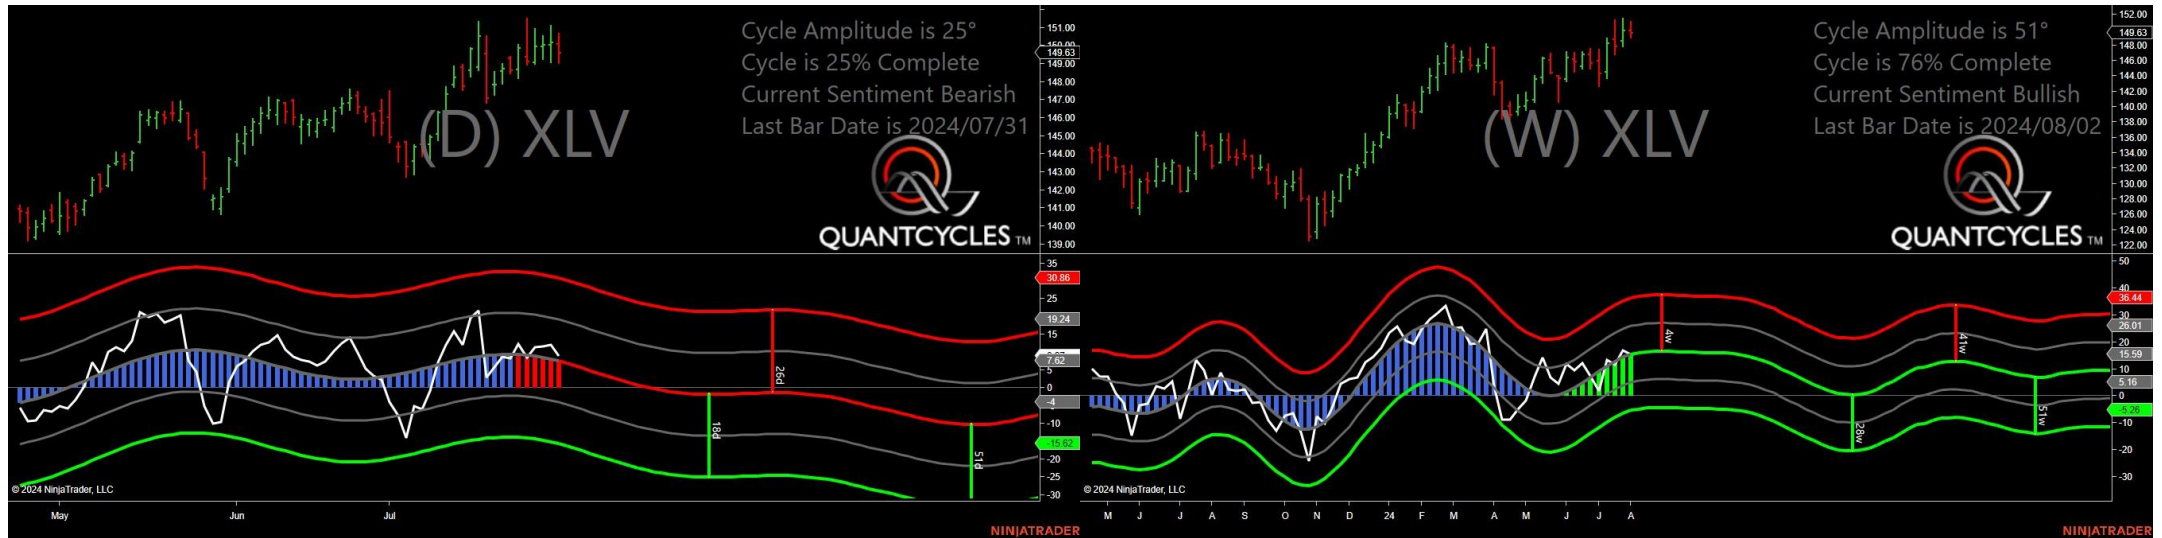 Cycle Amplitude is 25°
Cycle is 25% Complete
Current Sentiment Bearish
Last Bar Date is 2024/07/31
(D) XLV
QUANTCYCLES TM
151.00
149.63
149.00
148.00
147.00
146.00
145.00
144.00
143.00
142.00
141.00
140.00
139.00
35
30.86
25
19.24
15
7.62
5
0
-4
-10
-15.62
-20
-25
-30
18d
26d
51d
© 2024 NinjaTrader, LLC
May Jun Jul
NINJATRADER
Cycle Amplitude is 51°
Cycle is 76% Complete
Current Sentiment Bullish
Last Bar Date is 2024/08/02
(W) XLV
QUANTCYCLES TM
152.00
149.63
148.00
146.00
144.00
142.00
140.00
138.00
136.00
134.00
132.00
130.00
128.00
126.00
124.00
122.00
50
40
36.44
30
26.01
20
15.59
10
5.16
0
-5.26
-10
-20
-30
4w
28w
41w
51w
© 2024 NinjaTrader, LLC
M J J A S O N D 24 F M A M J J A
NINJATRADER